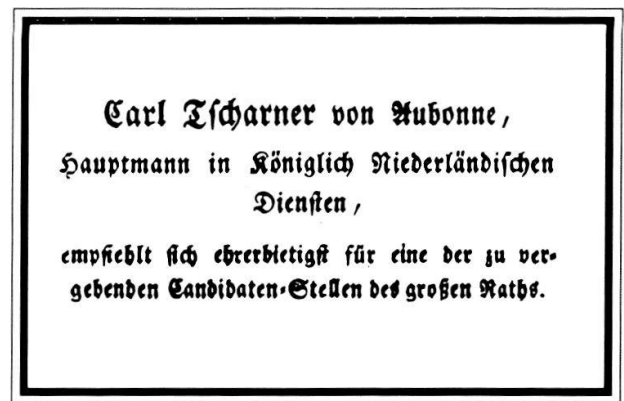 Carl Tscharner von Aubonne,
Hauptmann in Königlich Niederländischen
Diensten,
empfiehlt sich ehrerbietigst für eine der zu ver-
gebenden Candidaten-Stellen des großen Raths.